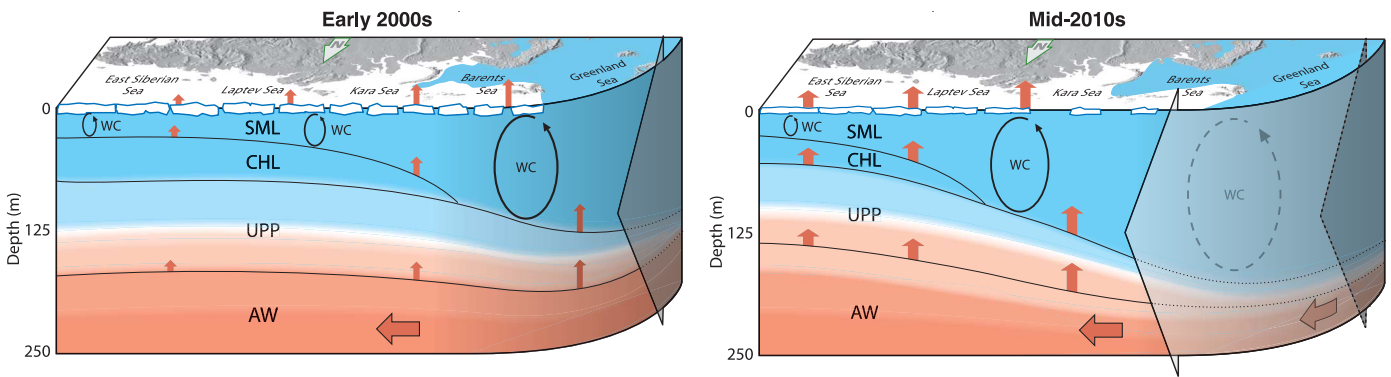 Early 2000s
N
East Siberian
Sea
Laptev Sea
Kara Sea
Barents
Sea
Greenland
Sea
0
125
250
Depth (m)
WC
SML
WC
WC
CHL
UPP
AW
Mid-2010s
N
East Siberian
Sea
Laptev Sea
Kara Sea
Barents
Sea
Greenland
Sea
0
125
250
Depth (m)
WC
SML
CHL
WC
WC
UPP
AW